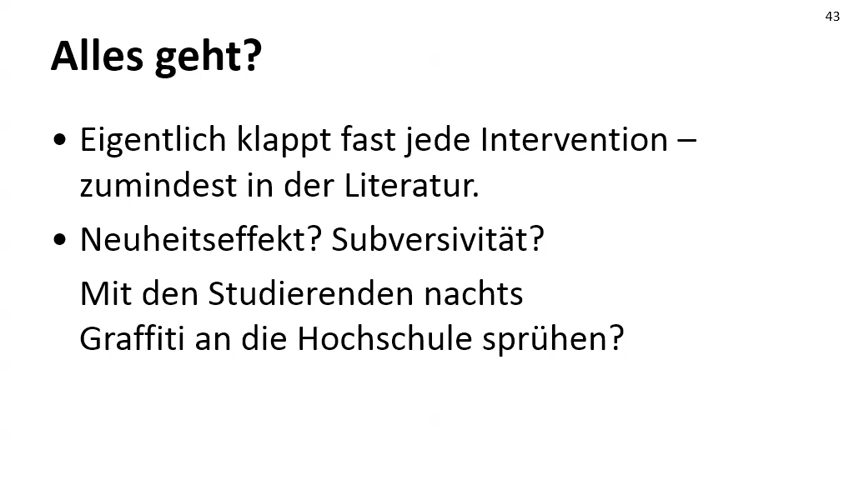 43
Alles geht?
• Eigentlich klappt fast jede Intervention –
zumindest in der Literatur.
• Neuheitseffekt? Subversivität?
Mit den Studierenden nachts
Graffiti an die Hochschule sprühen?